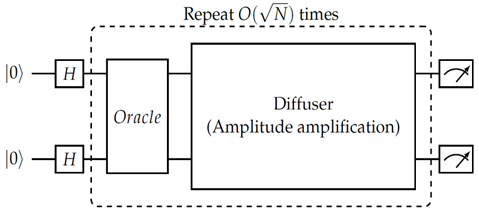 Repeat O(√N) times
|0⟩ H
Oracle
Diffuser
(Amplitude amplification)
|0⟩ H